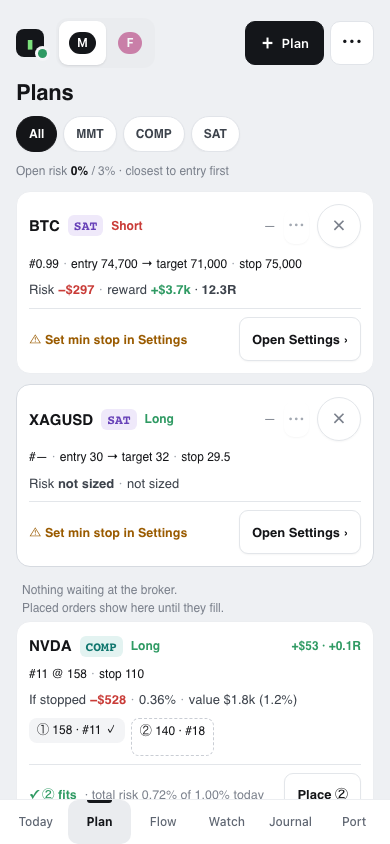 M F + Plan ···
Plans
All MMT COMP SAT
Open risk 0% / 3% · closest to entry first
BTC SAT Short – ··· ✕
#0.99 · entry 74,700 → target 71,000 · stop 75,000
Risk −$297 · reward +$3.7k · 12.3R
⚠ Set min stop in Settings Open Settings ›
XAGUSD SAT Long – ··· ✕
#— · entry 30 → target 32 · stop 29.5
Risk not sized · not sized
⚠ Set min stop in Settings Open Settings ›
Nothing waiting at the broker.
Placed orders show here until they fill.
NVDA COMP Long +$53 · +0.1R
#11 @ 158 · stop 110
If stopped −$528 · 0.36% · value $1.8k (1.2%)
① 158 · #11 ✓ ② 140 · #18
✓② fits · total risk 0.72% of 1.00% today Place ②
Today Plan Flow Watch Journal Port